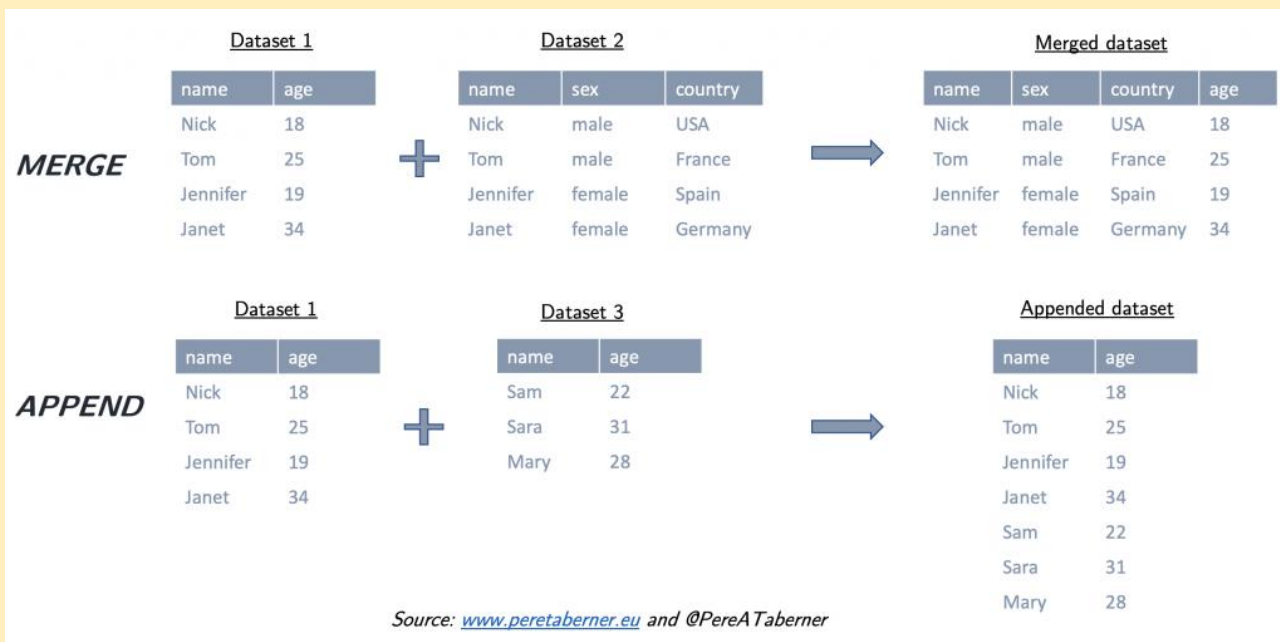 Dataset 1 Dataset 2 Merged dataset
name age name sex country name sex country age
Nick 18 Nick male USA Nick male USA 18
Tom 25 Tom male France Tom male France 25
MERGE
Jennifer 19 Jennifer female Spain Jennifer female Spain 19
Janet 34 Janet female Germany Janet female Germany 34
Dataset 1 Dataset 3 Appended dataset
name age name age name age
Nick 18 Sam 22 Nick 18
APPEND
Tom 25 Sara 31 Tom 25
Jennifer 19 Mary 28 Jennifer 19
Janet 34 Janet 34
Sam 22
Sara 31
Mary 28
Source: www.peretaberner.eu and @PereATaberner